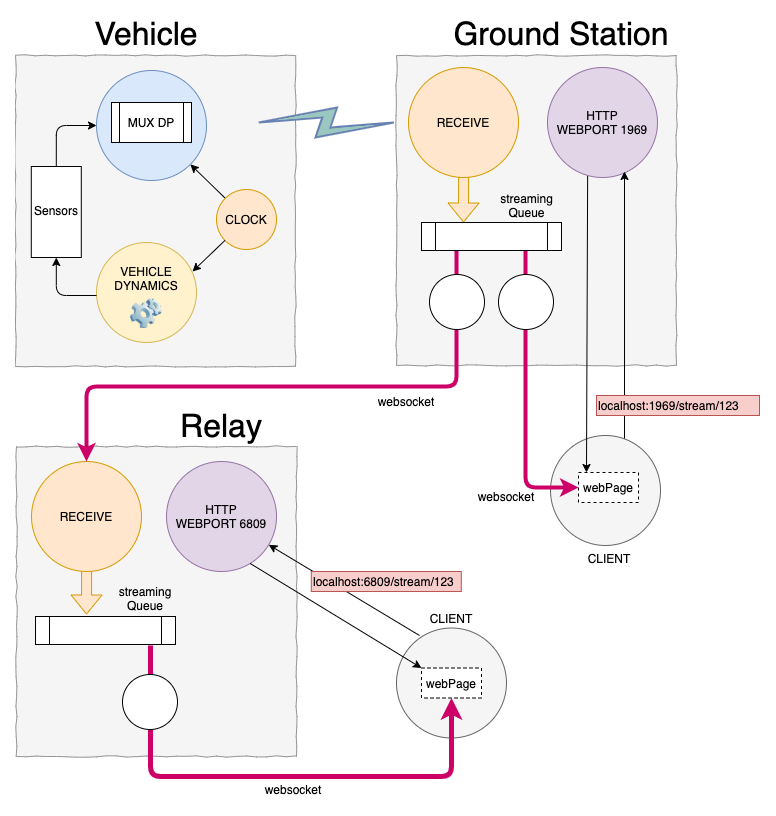 Vehicle
Ground Station
MUX DP
Sensors
CLOCK
VEHICLE
DYNAMICS
RECEIVE
HTTP
WEBPORT 1969
streaming
Queue
websocket
localhost:1969/stream/123
websocket
webPage
CLIENT
Relay
RECEIVE
HTTP
WEBPORT 6809
streaming
Queue
localhost:6809/stream/123
CLIENT
webPage
websocket